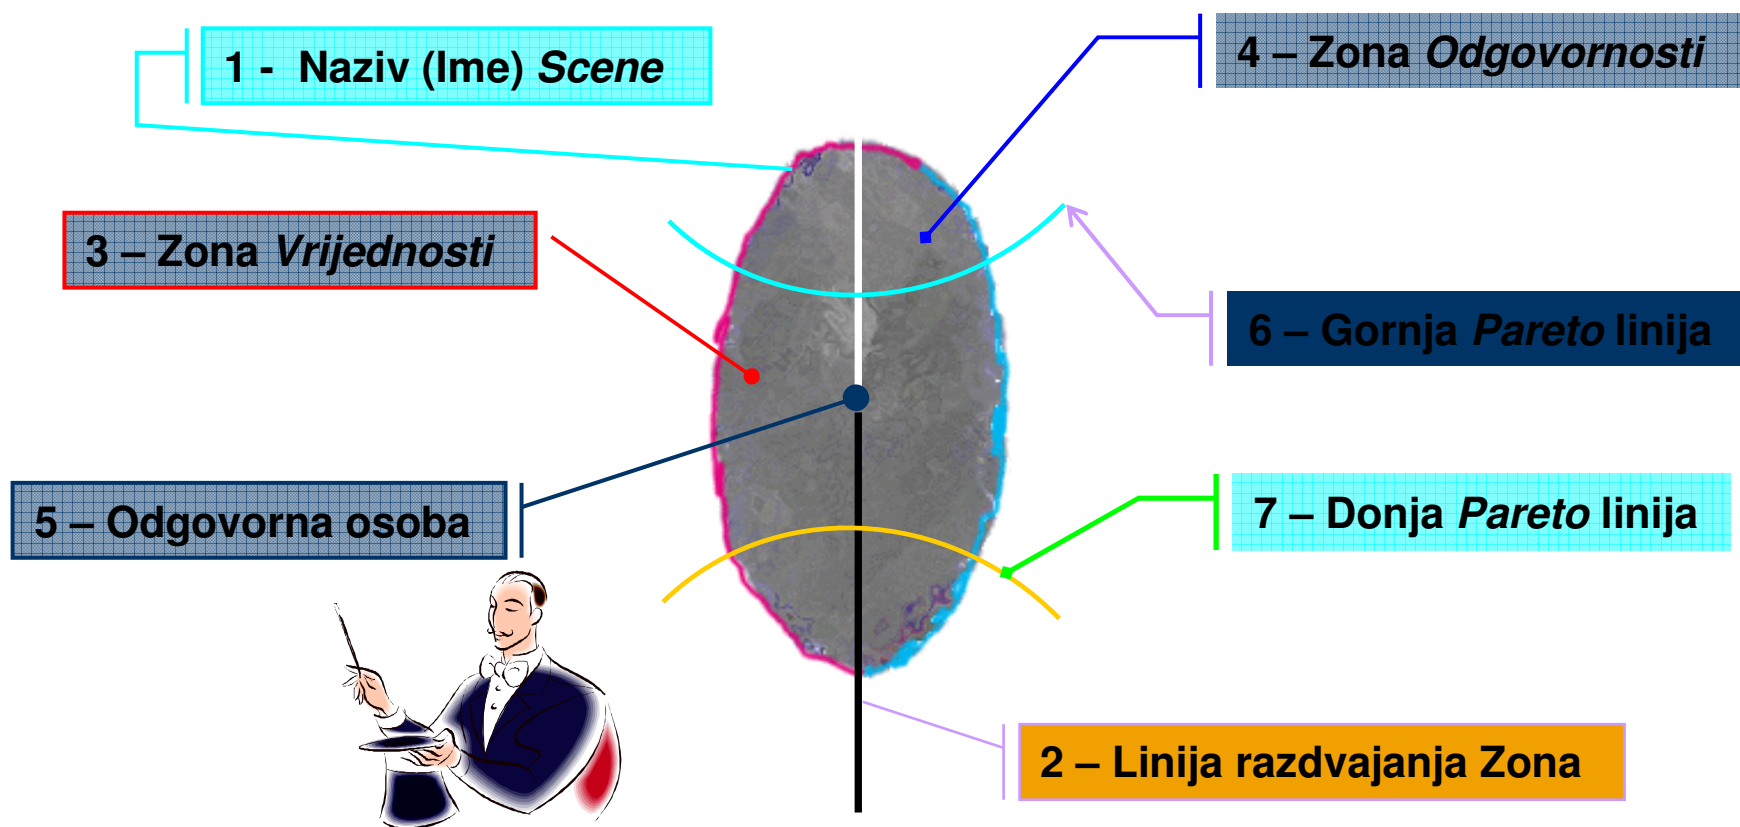 1 - Naziv (Ime) Scene
4 – Zona Odgovornosti
3 – Zona Vrijednosti
6 – Gornja Pareto linija
5 – Odgovorna osoba
7 – Donja Pareto linija
2 – Linija razdvajanja Zona